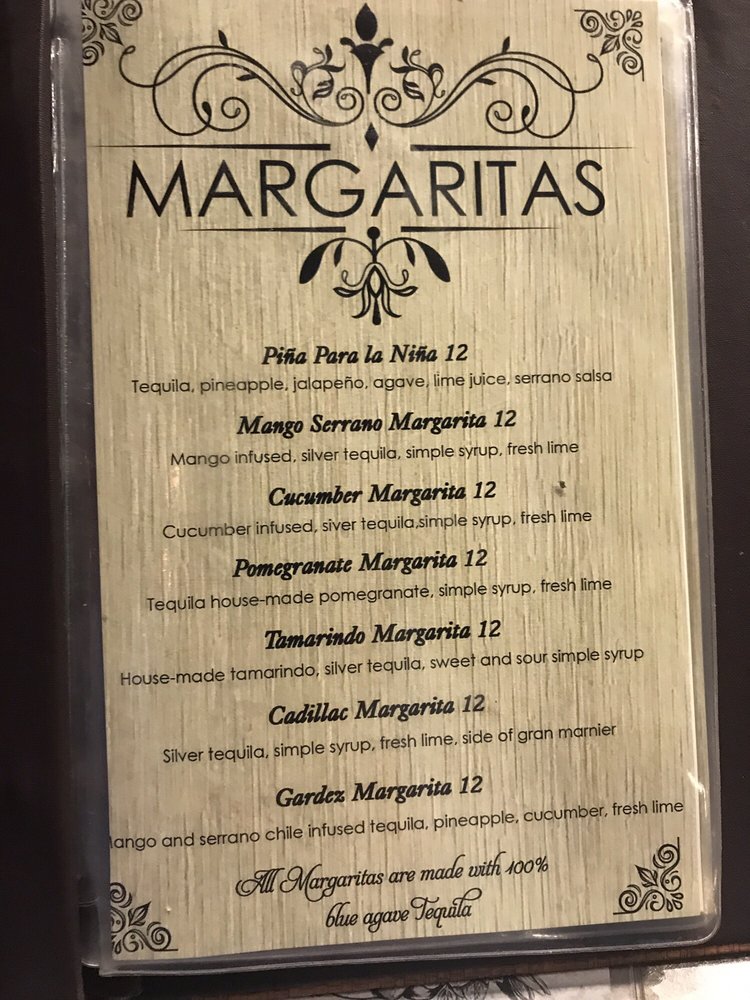 MARGARITAS
Piña Para la Niña 12
Tequila, pineapple, jalapeño, agave, lime juice, serrano salsa
Mango Serrano Margarita 12
Mango infused, silver tequila, simple syrup, fresh lime
Cucumber Margarita 12
Cucumber infused, siver tequila,simple syrup, fresh lime
Pomegranate Margarita 12
Tequila house-made pomegranate, simple syrup, fresh lime
Tamarindo Margarita 12
House-made tamarindo, silver tequila, sweet and sour simple syrup
Cadillac Margarita 12
Silver tequila, simple syrup, fresh lime, side of gran marnier
Gardez Margarita 12
ango and serrano chile infused tequila, pineapple, cucumber, fresh lime
All Margaritas are made with 100%
blue agave Tequila